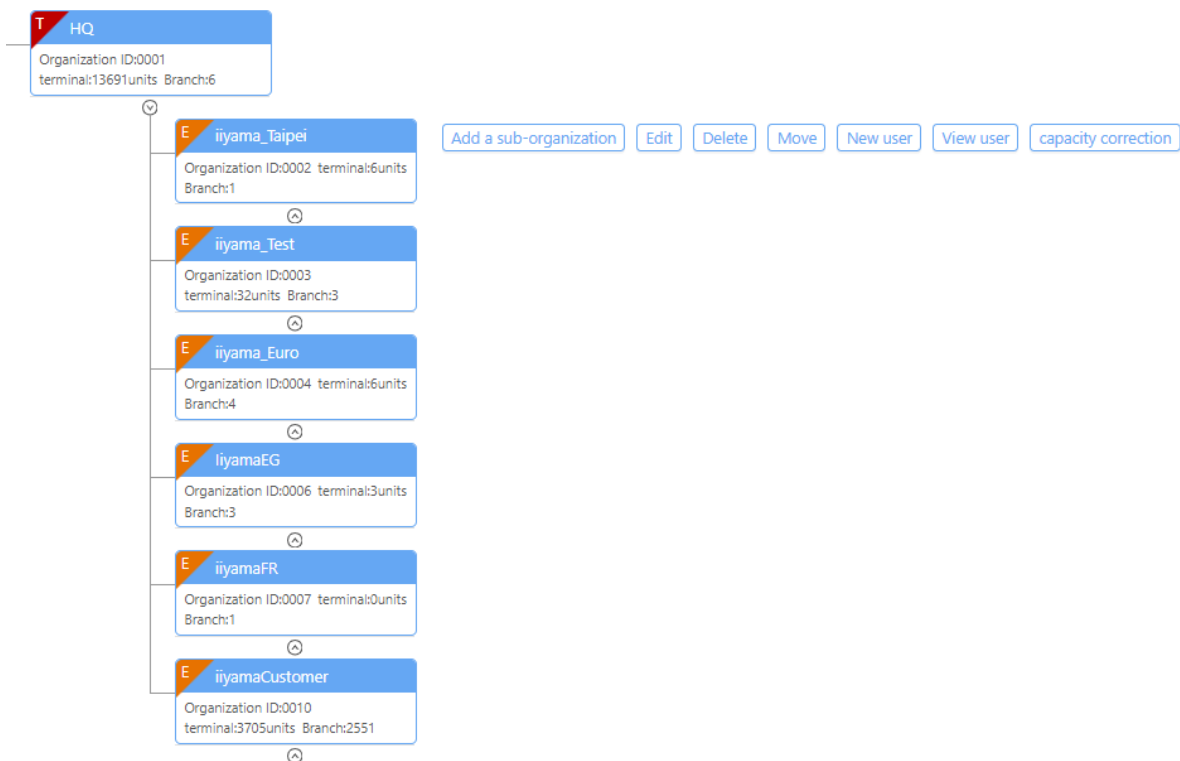 T HQ
Organization ID:0001
terminal:13691units Branch:6
E iiyama_Taipei
Add a sub-organization Edit Delete Move New user View user capacity correction
Organization ID:0002 terminal:6units
Branch:1
E iiyama_Test
Organization ID:0003
terminal:32units Branch:3
E iiyama_Euro
Organization ID:0004 terminal:6units
Branch:4
E IiyamaEG
Organization ID:0006 terminal:3units
Branch:3
E iiyamaFR
Organization ID:0007 terminal:0units
Branch:1
E iiyamaCustomer
Organization ID:0010
terminal:3705units Branch:2551